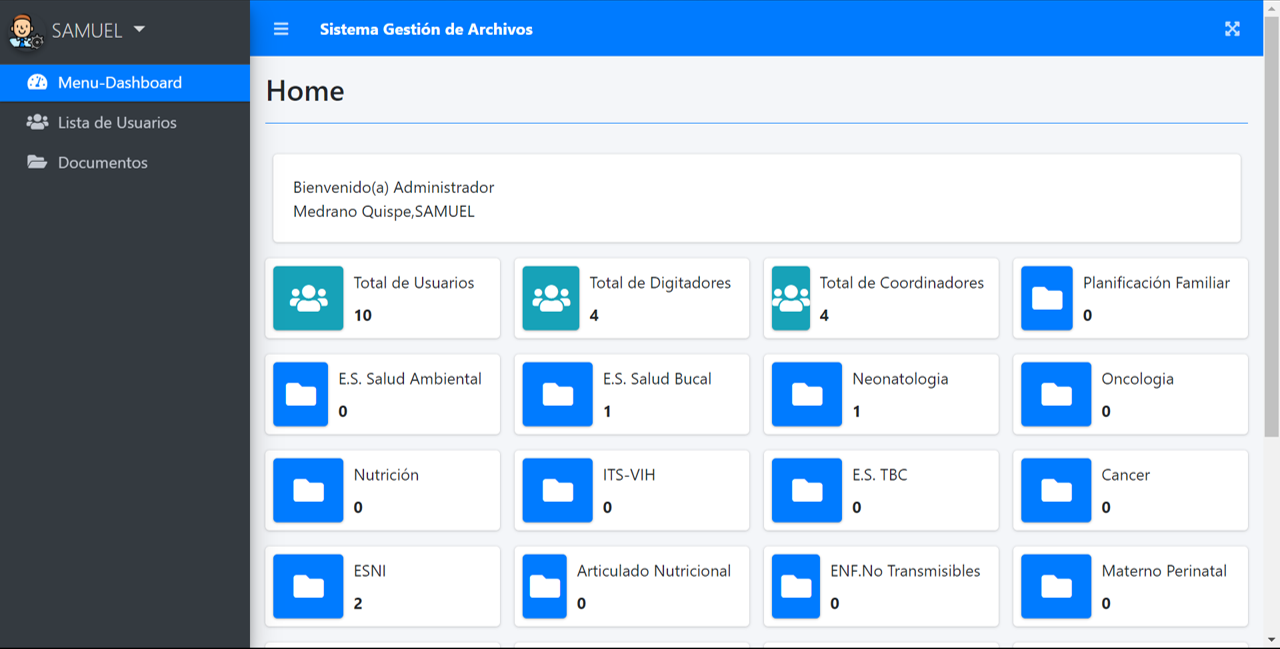 SAMUEL
Sistema Gestión de Archivos
Menu-Dashboard
Lista de Usuarios
Documentos
Home
Bienvenido(a) Administrador
Medrano Quispe,SAMUEL
Total de Usuarios
10
Total de Digitadores
4
Total de Coordinadores
4
Planificación Familiar
0
E.S. Salud Ambiental
0
E.S. Salud Bucal
1
Neonatologia
1
Oncologia
0
Nutrición
0
ITS-VIH
0
E.S. TBC
0
Cancer
0
ESNI
2
Articulado Nutricional
0
ENF.No Transmisibles
0
Materno Perinatal
0